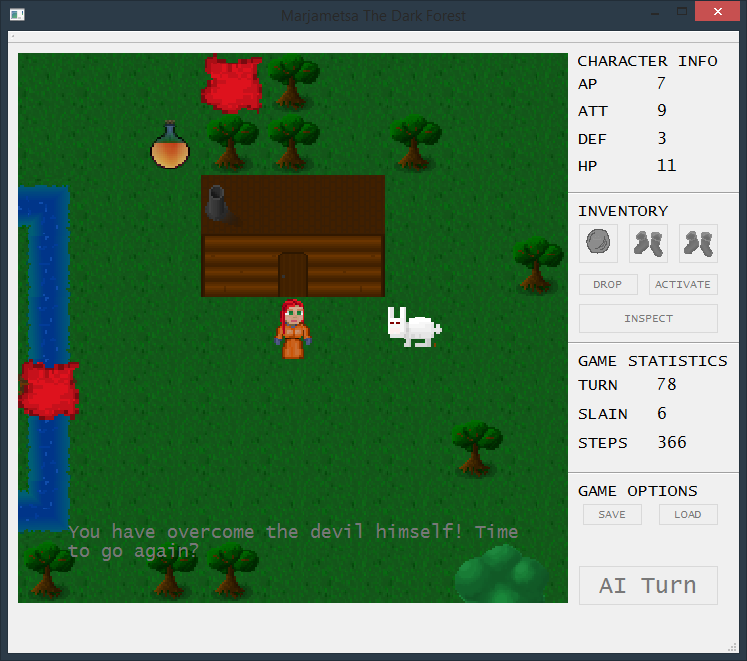 Marjametsä The Dark Forest
CHARACTER INFO
AP 7
ATT 9
DEF 3
HP 11
INVENTORY
DROP ACTIVATE
INSPECT
GAME STATISTICS
TURN 78
SLAIN 6
STEPS 366
GAME OPTIONS
SAVE LOAD
AI Turn
You have overcome the devil himself! Time
to go again?